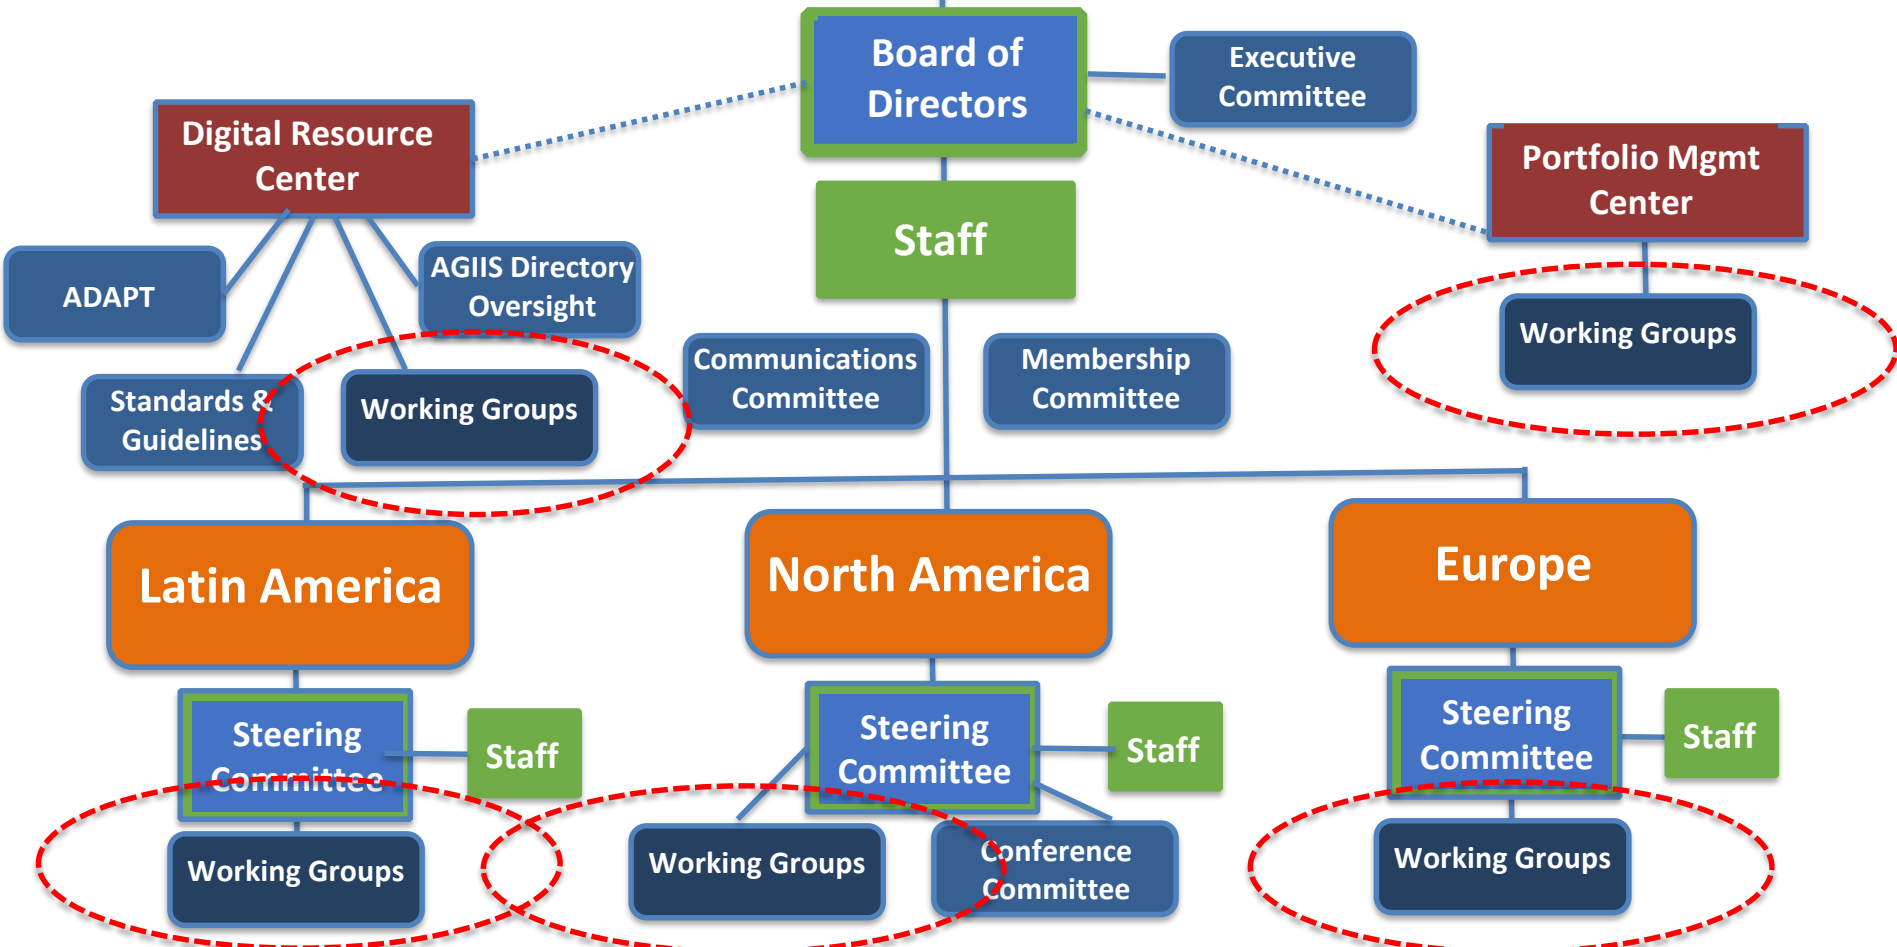 Board of
Directors
Executive
Committee
Digital Resource
Center
Portfolio Mgmt
Center
Staff
ADAPT
AGIIS Directory
Oversight
Working Groups
Communications
Committee
Membership
Committee
Standards &
Guidelines
Working Groups
Latin America
North America
Europe
Steering
Committee
Staff
Steering
Committee
Staff
Steering
Committee
Staff
Working Groups
Working Groups
Conference
Committee
Working Groups